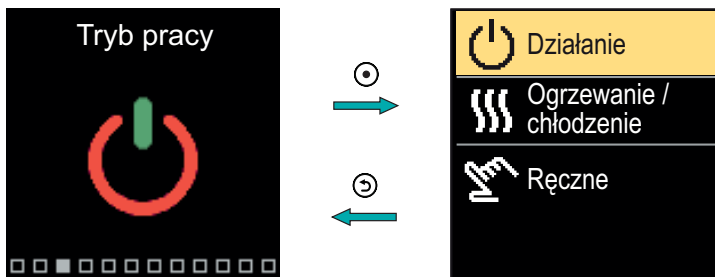 Tryb pracy
Działanie
Ogrzewanie /
chłodzenie
Ręczne